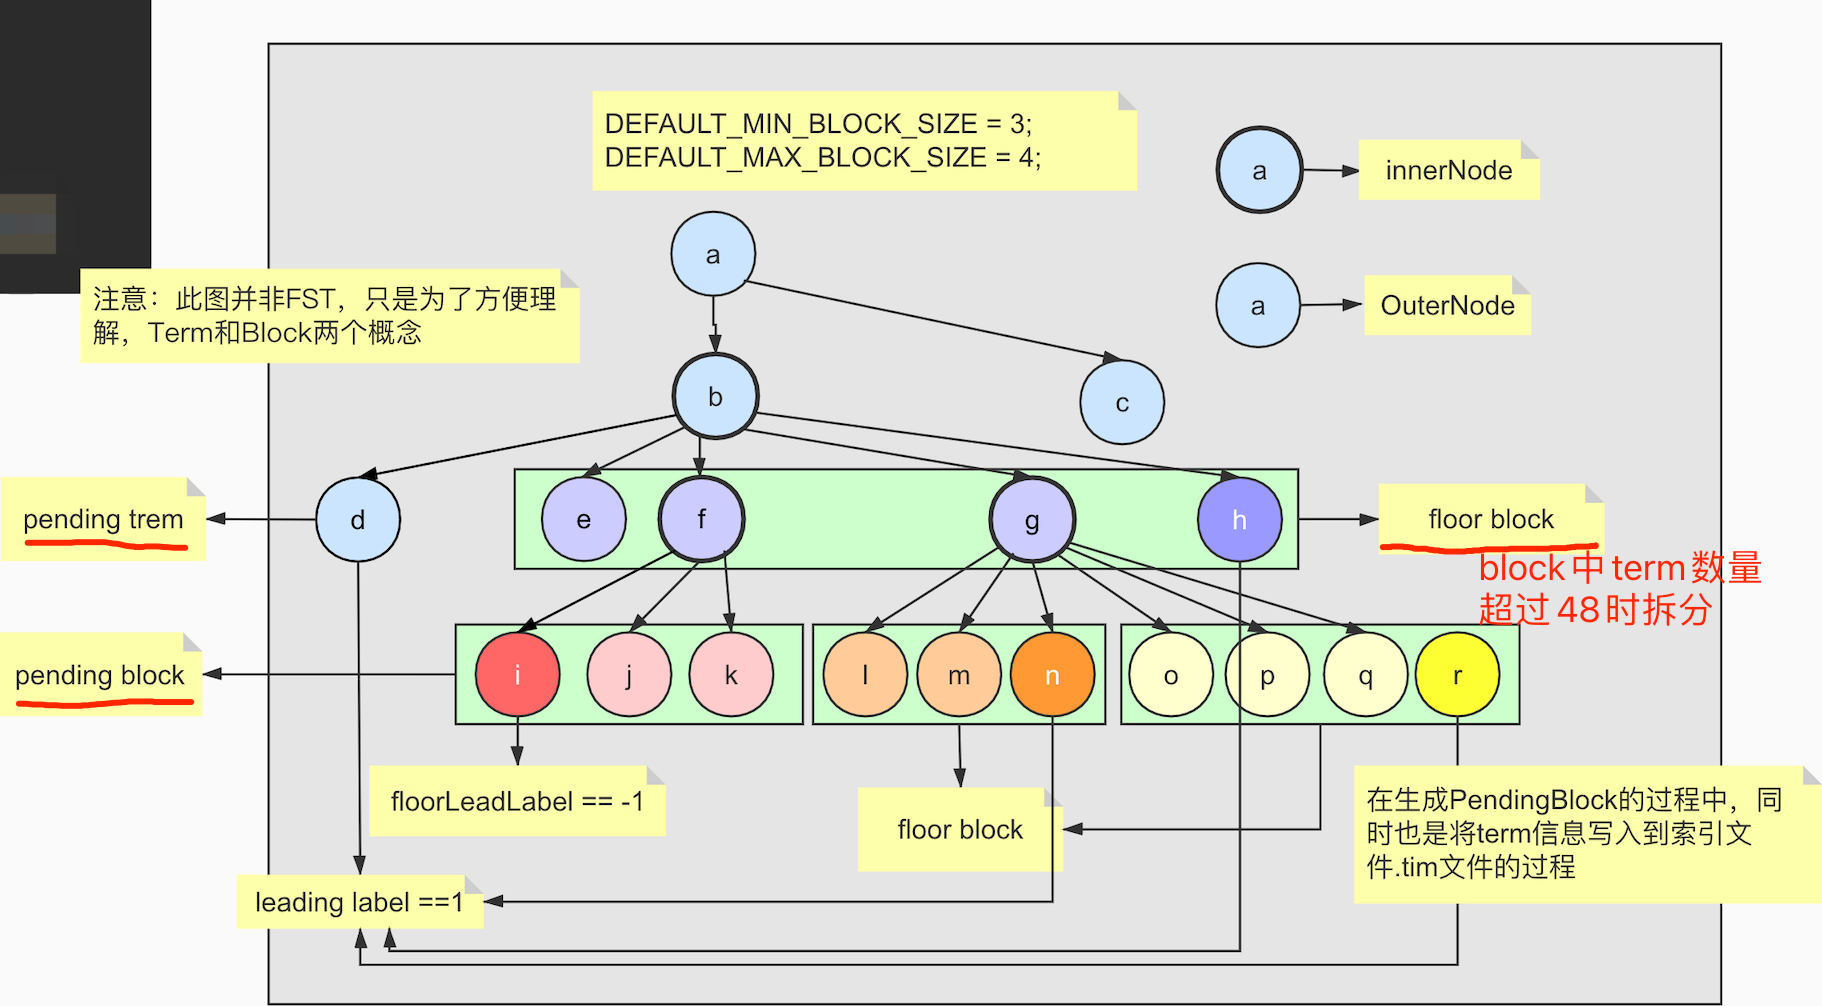 DEFAULT_MIN_BLOCK_SIZE = 3;
DEFAULT_MAX_BLOCK_SIZE = 4;
a
innerNode
a
注意：此图并非FST，只是为了方便理
解，Term和Block两个概念
a
OuterNode
b
c
pending trem
d
e
f
g
h
floor block
block中term数量
超过48时拆分
pending block
i
j
k
l
m
n
o
p
q
r
floorLeadLabel == -1
floor block
在生成PendingBlock的过程中，同
时也是将term信息写入到索引文
件.tim文件的过程
leading label ==1